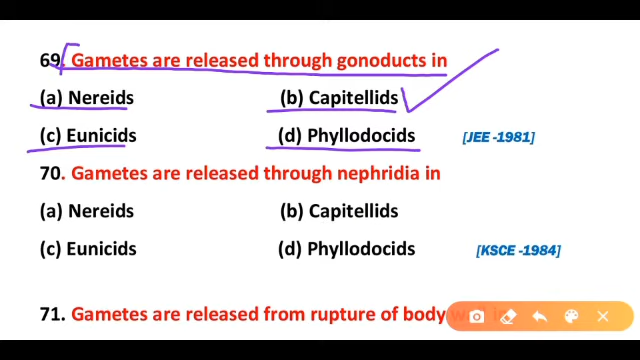 69. Gametes are released through gonoducts in
(a) Nereids (b) Capitellids
(c) Eunicids (d) Phyllodocids [JEE -1981]
70. Gametes are released through nephridia in
(a) Nereids (b) Capitellids
(c) Eunicids (d) Phyllodocids [KSCE -1984]
71. Gametes are released from rupture of body